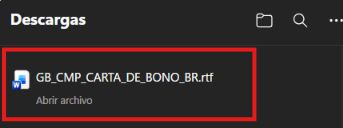 Descargas
GB_CMP_CARTA_DE_BONO_BR.rtf
Abrir archivo